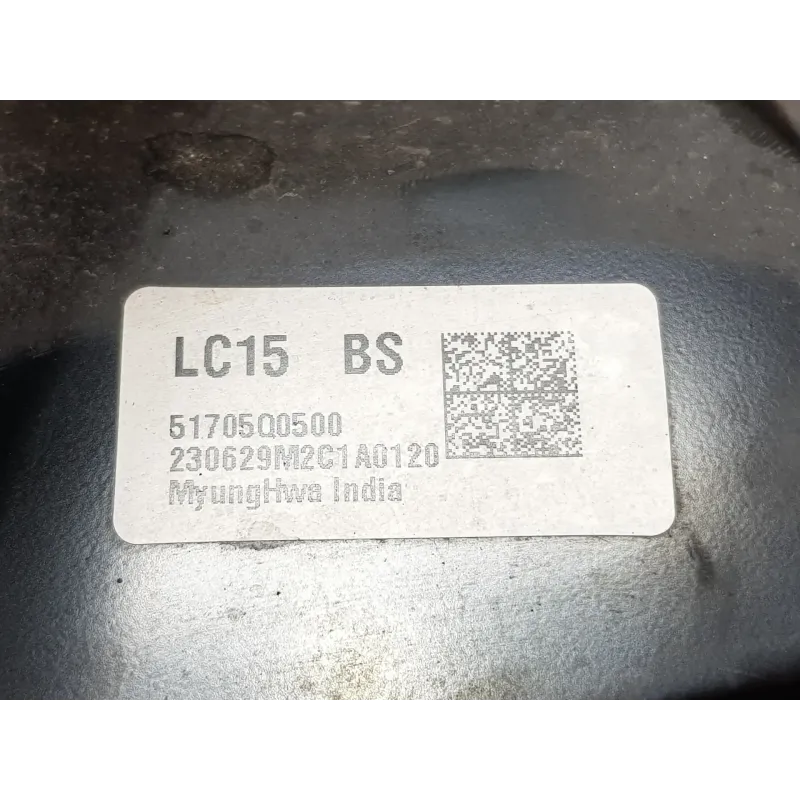 LC15 BS
51705Q0500
230629M2C1A0120
MyungHwa India